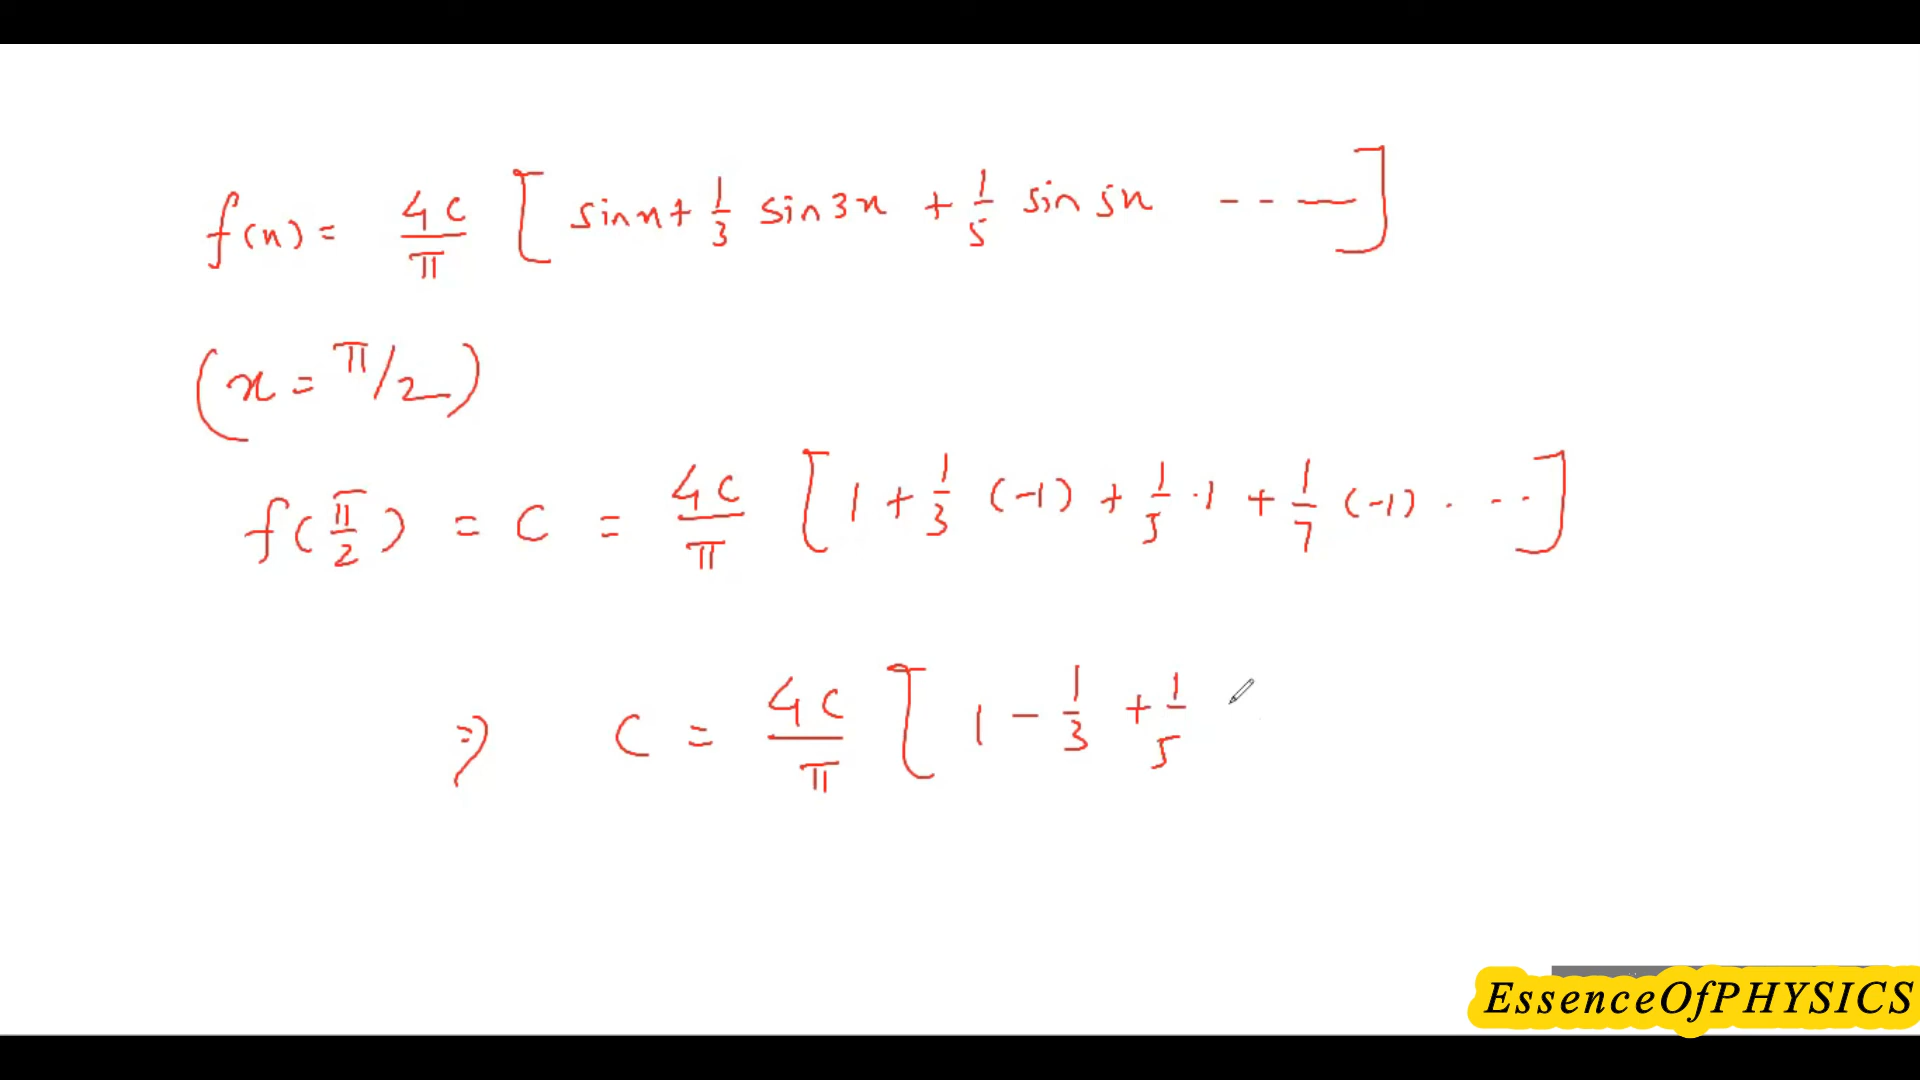 f(x) = 4C/π [ sin x + 1/3 sin 3x + 1/5 sin 5x - - — ]
( x = π/2 )
f(π/2) = C = 4C/π [ 1 + 1/3 (-1) + 1/5 · 1 + 1/7 (-1) · - - - ]
⇒ C = 4C/π [ 1 - 1/3 + 1/5
EssenceOfPHYSICS